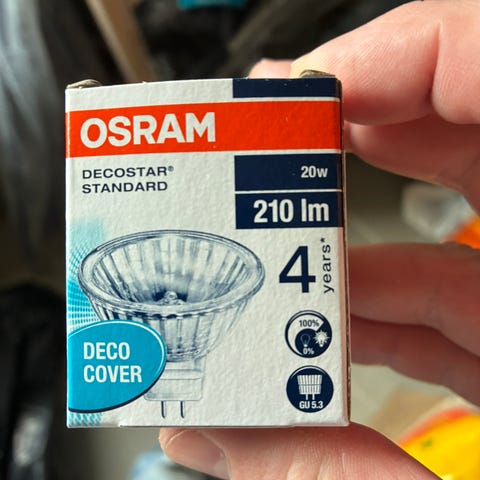 OSRAM
DECOSTAR®
STANDARD
20w
210 lm
4 years*
DECO
COVER
100%
0%
GU 5.3